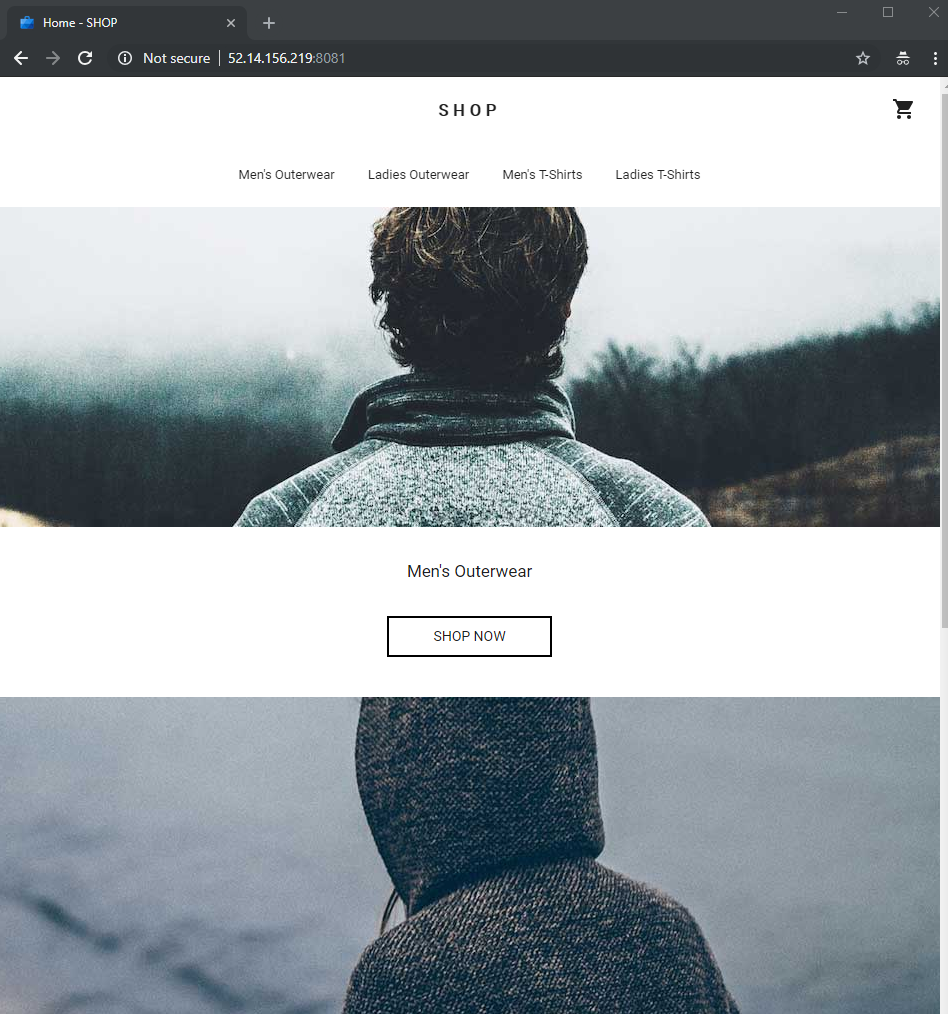 Home - SHOP
Not secure | 52.14.156.219:8081
SHOP
Men's Outerwear Ladies Outerwear Men's T-Shirts Ladies T-Shirts
Men's Outerwear
SHOP NOW